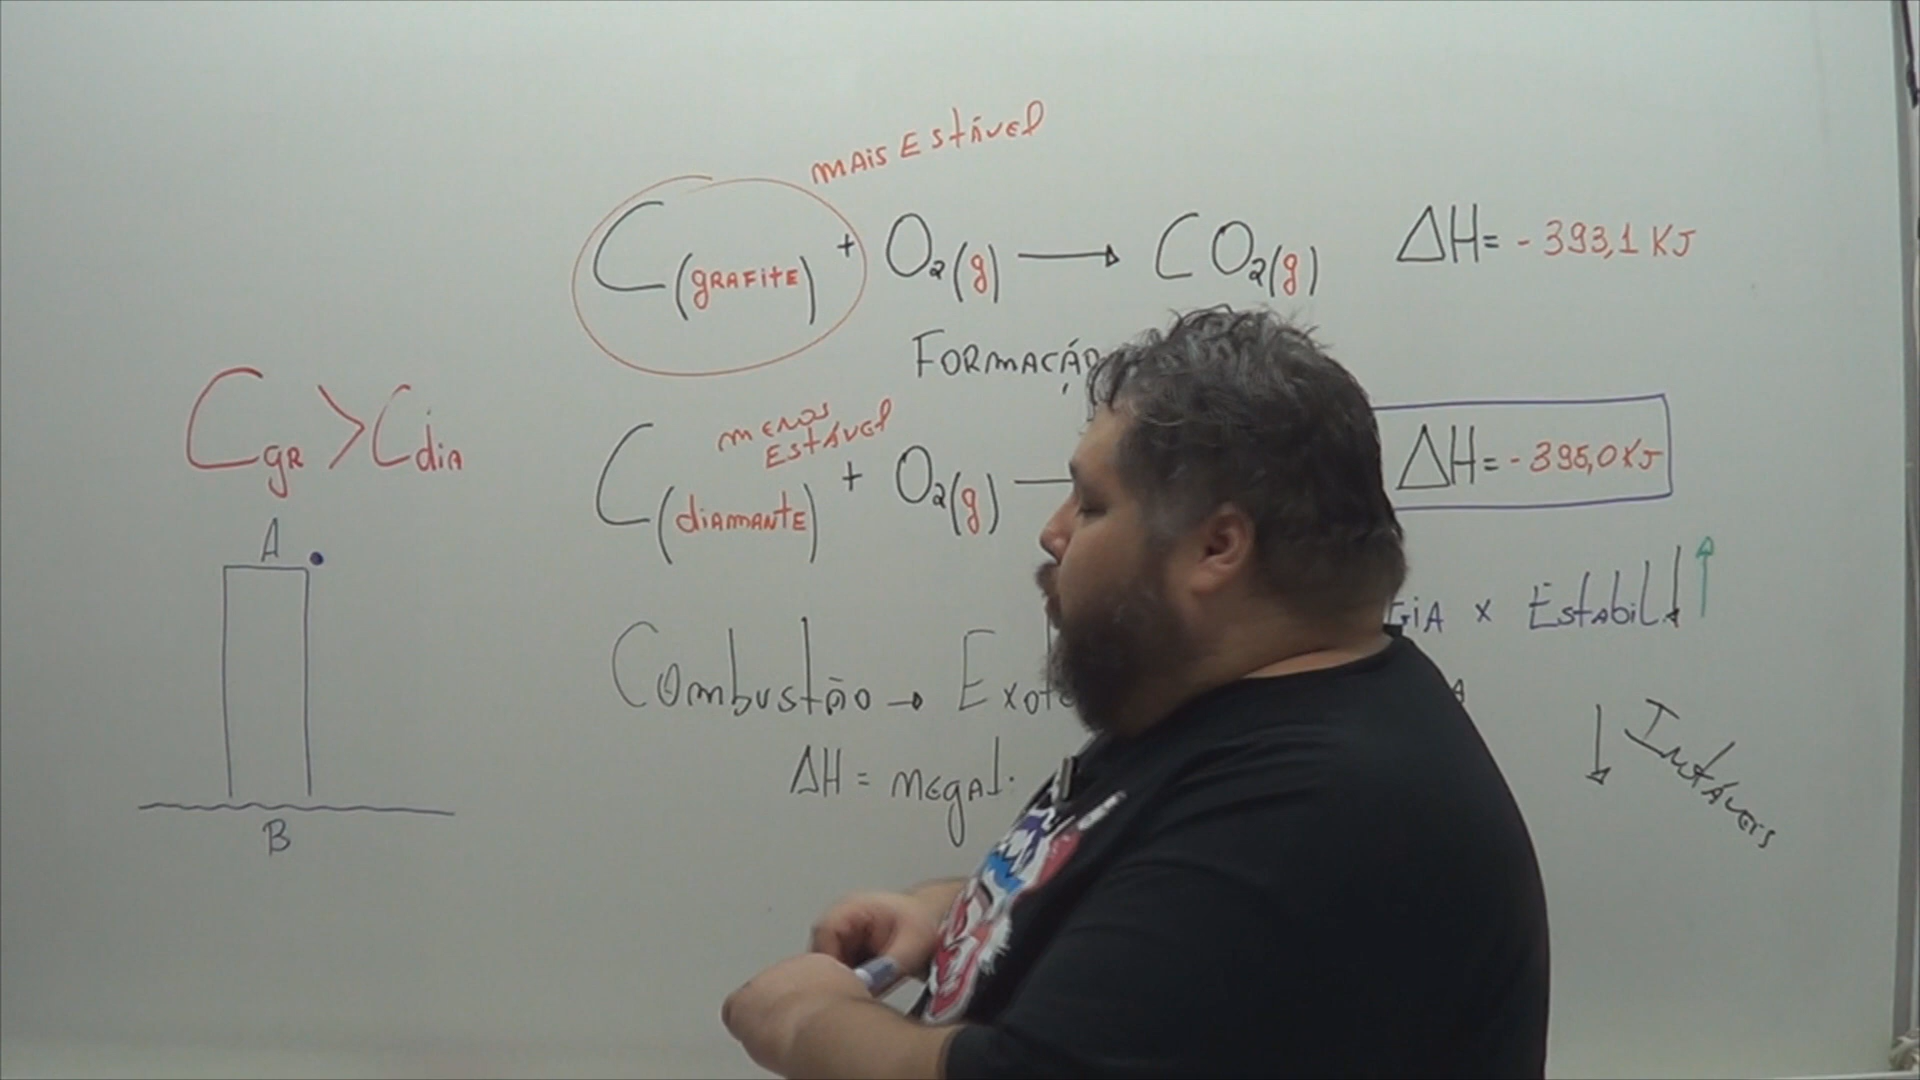 mais Estável
C(grafite) + O2(g) → CO2(g) ΔH= - 393,1 KJ
Formação
Cgr > Cdia
menos
Estável
C(diamante) + O2(g) ΔH= - 395,0 KJ
A
x Estabil.
Combustão →
↓ Instáveis
ΔH = negat.
B